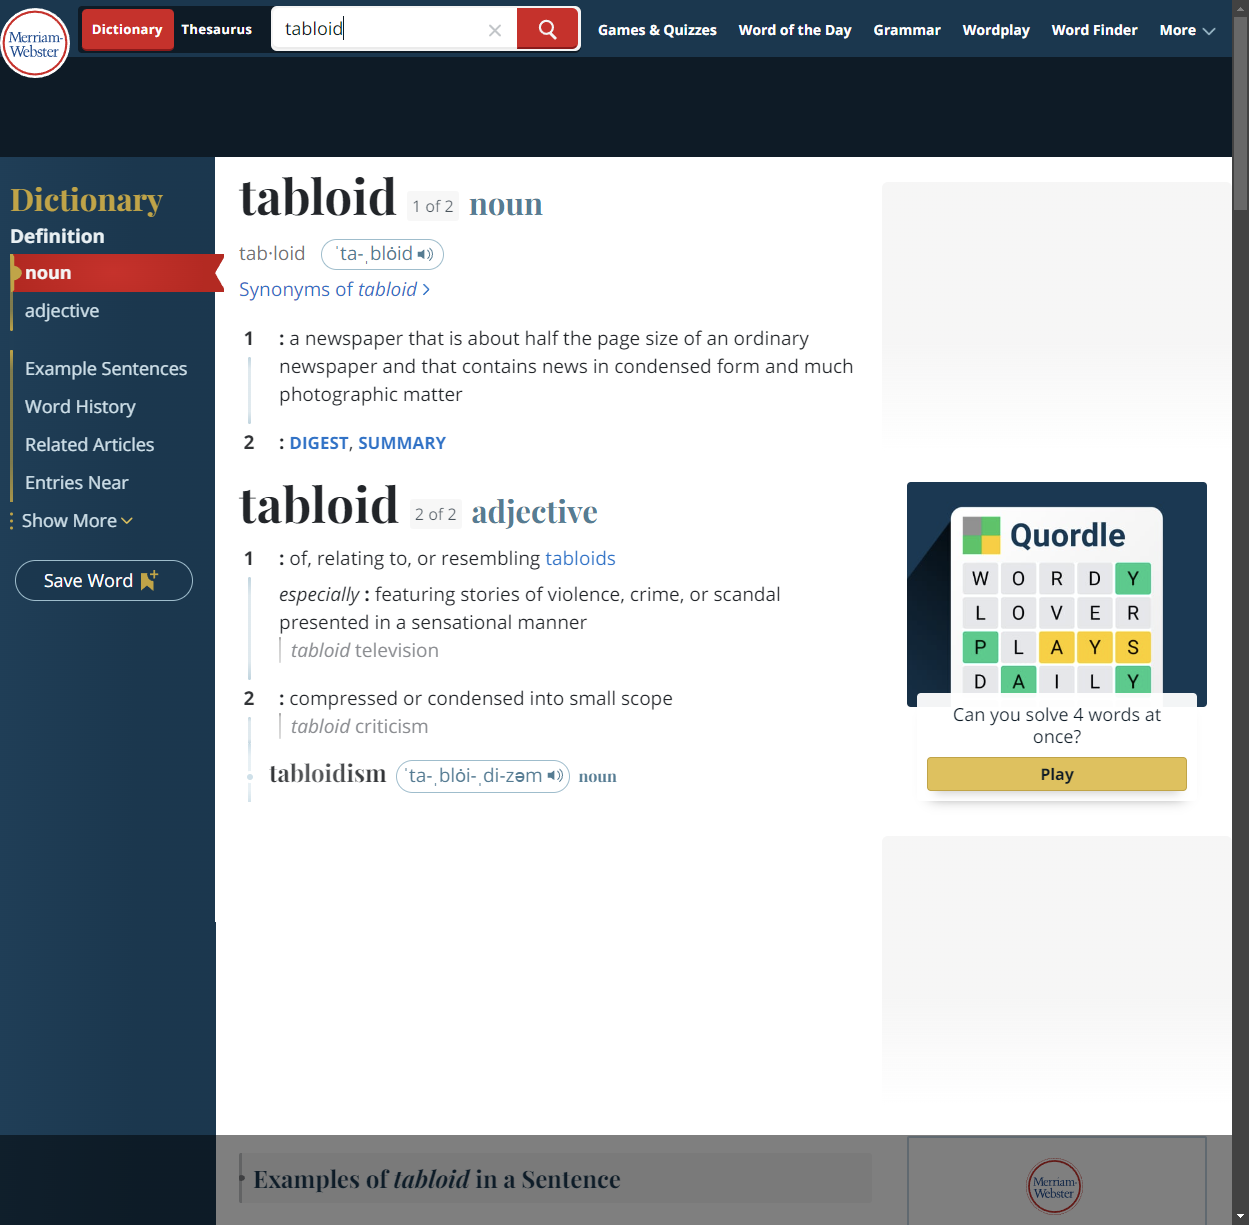 Merriam-
Webster
Dictionary
Thesaurus
tabloid
Games & Quizzes
Word of the Day
Grammar
Wordplay
Word Finder
More
Dictionary
Definition
noun
adjective
Example Sentences
Word History
Related Articles
Entries Near
Show More
Save Word
tabloid 1 of 2 noun
tab·loid ˈta-ˌblȯid
Synonyms of tabloid
1 : a newspaper that is about half the page size of an ordinary
newspaper and that contains news in condensed form and much
photographic matter
2 : DIGEST, SUMMARY
tabloid 2 of 2 adjective
1 : of, relating to, or resembling tabloids
especially : featuring stories of violence, crime, or scandal
presented in a sensational manner
tabloid television
2 : compressed or condensed into small scope
tabloid criticism
tabloidism ˈta-ˌblȯi-ˌdi-zəm noun
Quordle
W O R D Y
L O V E R
P L A Y S
D A I L Y
Can you solve 4 words at
once?
Play
Examples of tabloid in a Sentence
Merriam-
Webster